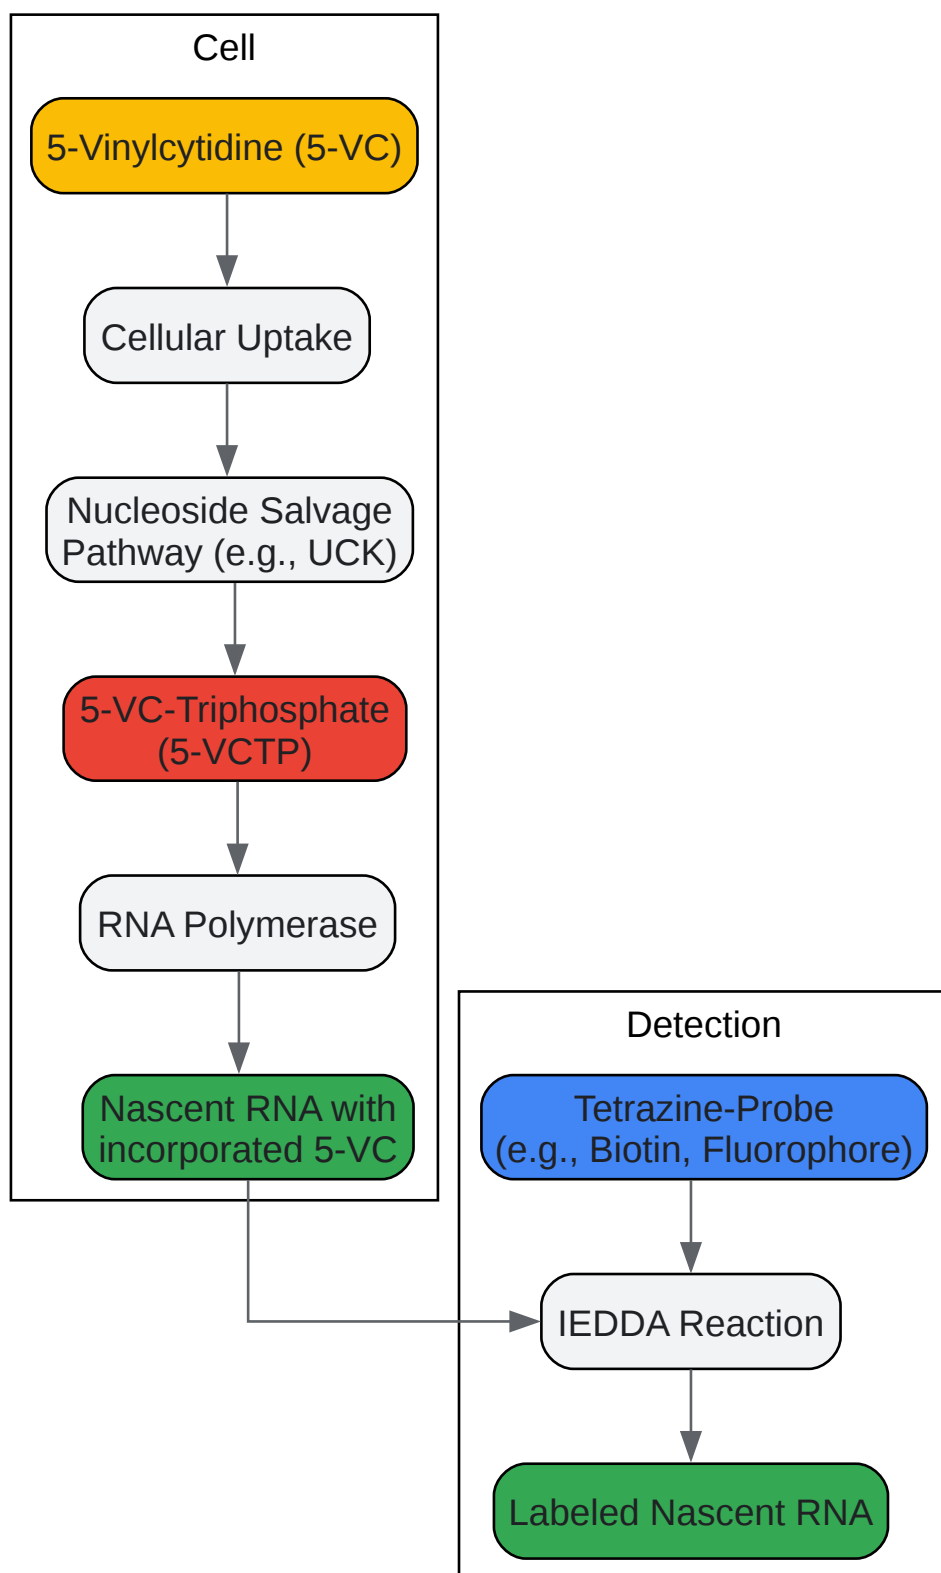 Cell
5-Vinylcytidine (5-VC)
Cellular Uptake
Nucleoside Salvage
Pathway (e.g., UCK)
5-VC-Triphosphate
(5-VCTP)
RNA Polymerase
Nascent RNA with
incorporated 5-VC
Detection
Tetrazine-Probe
(e.g., Biotin, Fluorophore)
IEDDA Reaction
Labeled Nascent RNA